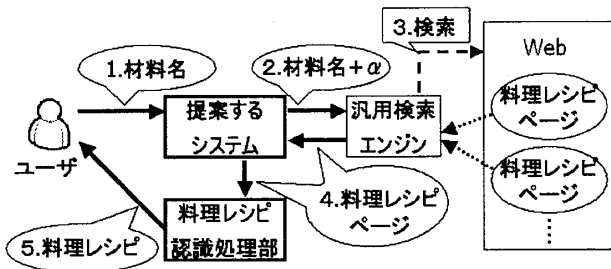 3.検索
Web
1.材料名
2.材料名+α
料理レシピ
ページ
提案する
システム
汎用検索
エンジン
ユーザ
料理レシピ
ページ
4.料理レシピ
ページ
料理レシピ
認識処理部
5.料理レシピ